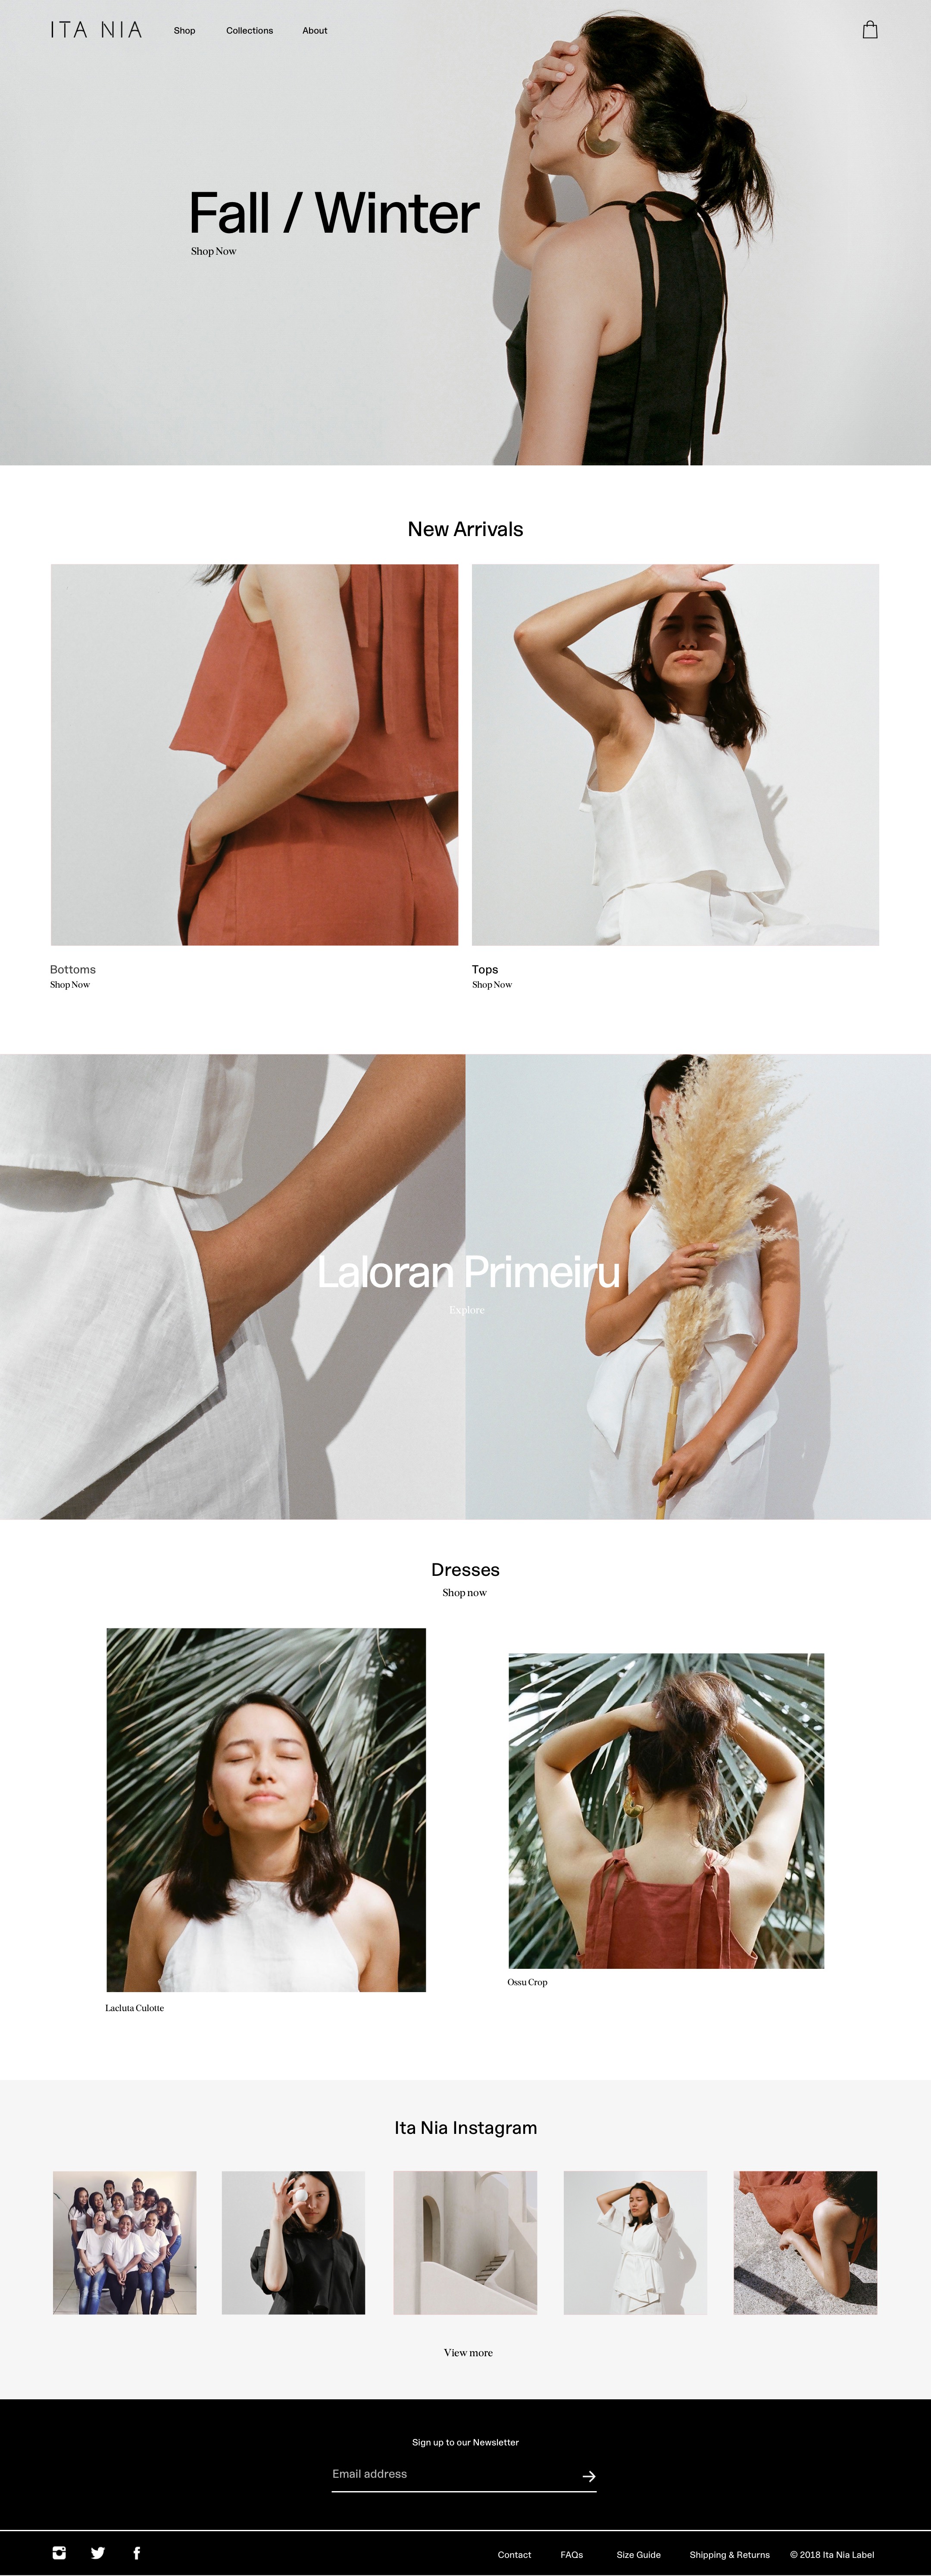 ITA NIA
Shop
Collections
About
Fall / Winter
Shop Now
New Arrivals
Bottoms
Shop Now
Tops
Shop Now
Laloran Primeiru
Explore
Dresses
Shop now
Lacluta Culotte
Ossu Crop
Ita Nia Instagram
View more
Sign up to our Newsletter
Email address
Contact
FAQs
Size Guide
Shipping & Returns
© 2018 Ita Nia Label